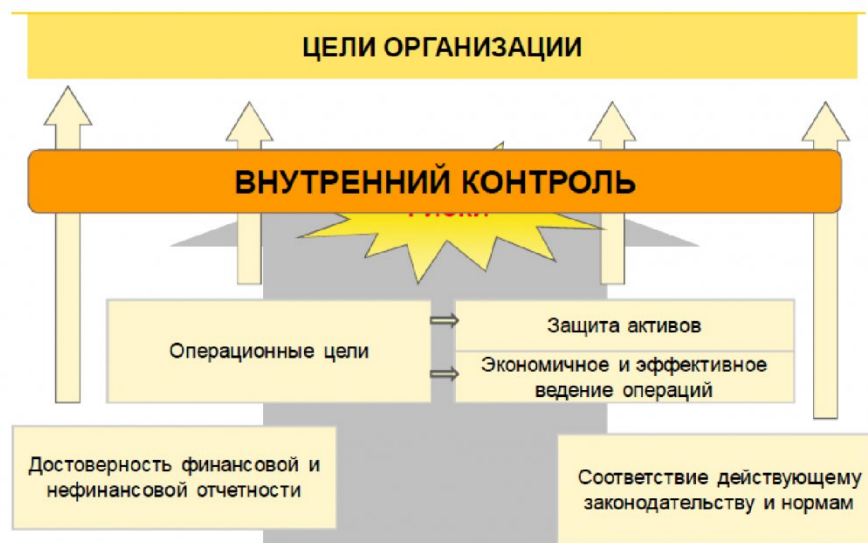 ЦЕЛИ ОРГАНИЗАЦИИ
ВНУТРЕННИЙ КОНТРОЛЬ
Операционные цели
Защита активов
Экономичное и эффективное
ведение операций
Достоверность финансовой и
нефинансовой отчетности
Соответствие действующему
законодательству и нормам